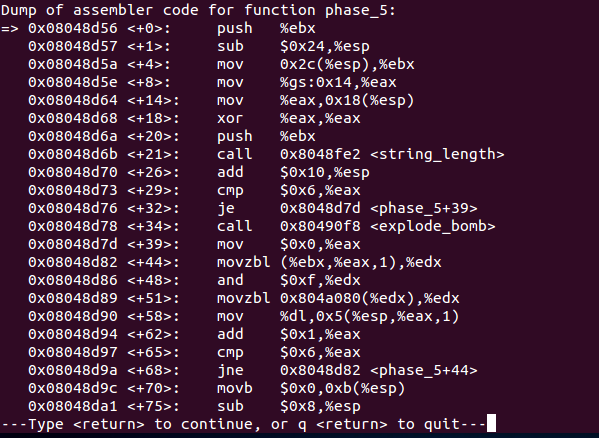 Dump of assembler code for function phase_5:
=> 0x08048d56 <+0>:     push   %ebx
   0x08048d57 <+1>:     sub    $0x24,%esp
   0x08048d5a <+4>:     mov    0x2c(%esp),%ebx
   0x08048d5e <+8>:     mov    %gs:0x14,%eax
   0x08048d64 <+14>:    mov    %eax,0x18(%esp)
   0x08048d68 <+18>:    xor    %eax,%eax
   0x08048d6a <+20>:    push   %ebx
   0x08048d6b <+21>:    call   0x8048fe2 <string_length>
   0x08048d70 <+26>:    add    $0x10,%esp
   0x08048d73 <+29>:    cmp    $0x6,%eax
   0x08048d76 <+32>:    je     0x8048d7d <phase_5+39>
   0x08048d78 <+34>:    call   0x80490f8 <explode_bomb>
   0x08048d7d <+39>:    mov    $0x0,%eax
   0x08048d82 <+44>:    movzbl (%ebx,%eax,1),%edx
   0x08048d86 <+48>:    and    $0xf,%edx
   0x08048d89 <+51>:    movzbl 0x804a080(%edx),%edx
   0x08048d90 <+58>:    mov    %dl,0x5(%esp,%eax,1)
   0x08048d94 <+62>:    add    $0x1,%eax
   0x08048d97 <+65>:    cmp    $0x6,%eax
   0x08048d9a <+68>:    jne    0x8048d82 <phase_5+44>
   0x08048d9c <+70>:    movb   $0x0,0xb(%esp)
   0x08048da1 <+75>:    sub    $0x8,%esp
---Type <return> to continue, or q <return> to quit---